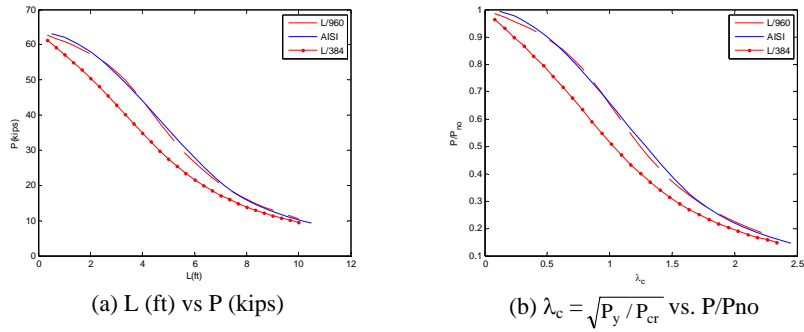 70
60
50
40
30
20
10
0
0 2 4 6 8 10 12
P(kips)
L(ft)
L/960
AISI
L/384
(a) L (ft) vs P (kips)
1
0.9
0.8
0.7
0.6
0.5
0.4
0.3
0.2
0.1
0 0.5 1 1.5 2 2.5
P/Pno
λc
L/960
AISI
L/384
(b) λc = √Py / Pcr vs. P/Pno